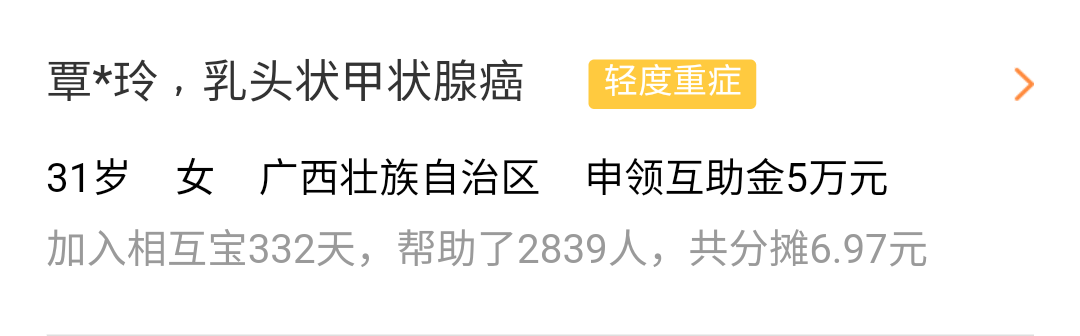 覃*玲，乳头状甲状腺癌 轻度重症
31岁 女 广西壮族自治区 申领互助金5万元
加入相互宝332天，帮助了2839人，共分摊6.97元